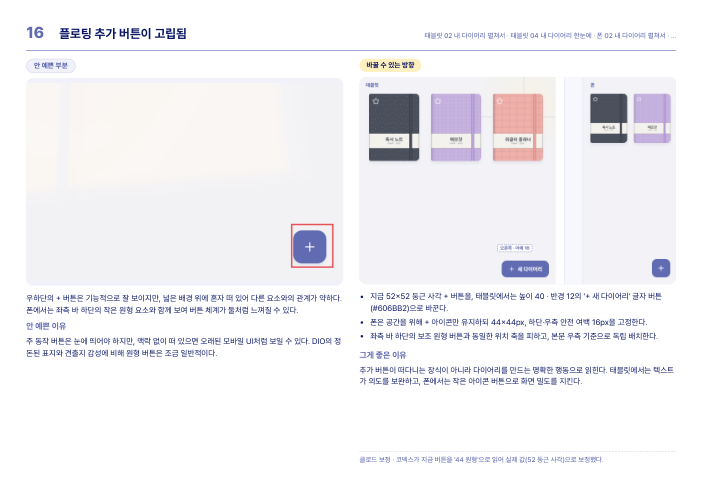 16 플로팅 추가 버튼이 고립됨
태블릿 02 내 다이어리 펼쳐서 · 태블릿 04 내 다이어리 한눈에 · 폰 02 내 다이어리 펼쳐서 · ...
안 예쁜 부분
우하단의 + 버튼은 기능적으로 잘 보이지만, 넓은 배경 위에 혼자 떠 있어 다른 요소와의 관계가 약하다.
폰에서는 좌측 바 하단의 작은 원형 요소와 함께 보여 버튼 체계가 둘처럼 느껴질 수 있다.
안 예쁜 이유
주 동작 버튼은 눈에 띄어야 하지만, 맥락 없이 떠 있으면 오래된 모바일 UI처럼 보일 수 있다. DIO의 정
돈된 표지와 견출지 감성에 비해 원형 버튼은 조금 일반적이다.
바꿀 수 있는 방향
태블릿
독서 노트
메모장
위클리 플래너
오른쪽 · 아래 16
+ 새 다이어리
폰
독서 노트
메모장
• 지금 52×52 둥근 사각 + 버튼을, 태블릿에서는 높이 40 · 반경 12의 '+ 새 다이어리' 글자 버튼
(#606BB2)으로 바꾼다.
• 폰은 공간을 위해 + 아이콘만 유지하되 44×44px, 하단·우측 안전 여백 16px을 고정한다.
• 좌측 바 하단의 보조 원형 버튼과 동일한 위치 축을 피하고, 본문 우측 기준으로 독립 배치한다.
그게 좋은 이유
추가 버튼이 떠다니는 장식이 아니라 다이어리를 만드는 명확한 행동으로 읽힌다. 태블릿에서는 텍스트
가 의도를 보완하고, 폰에서는 작은 아이콘 버튼으로 화면 밀도를 지킨다.
클로드 보정 · 코덱스가 지금 버튼을 '44 원형'으로 읽어 실제 값(52 둥근 사각)으로 보정했다.